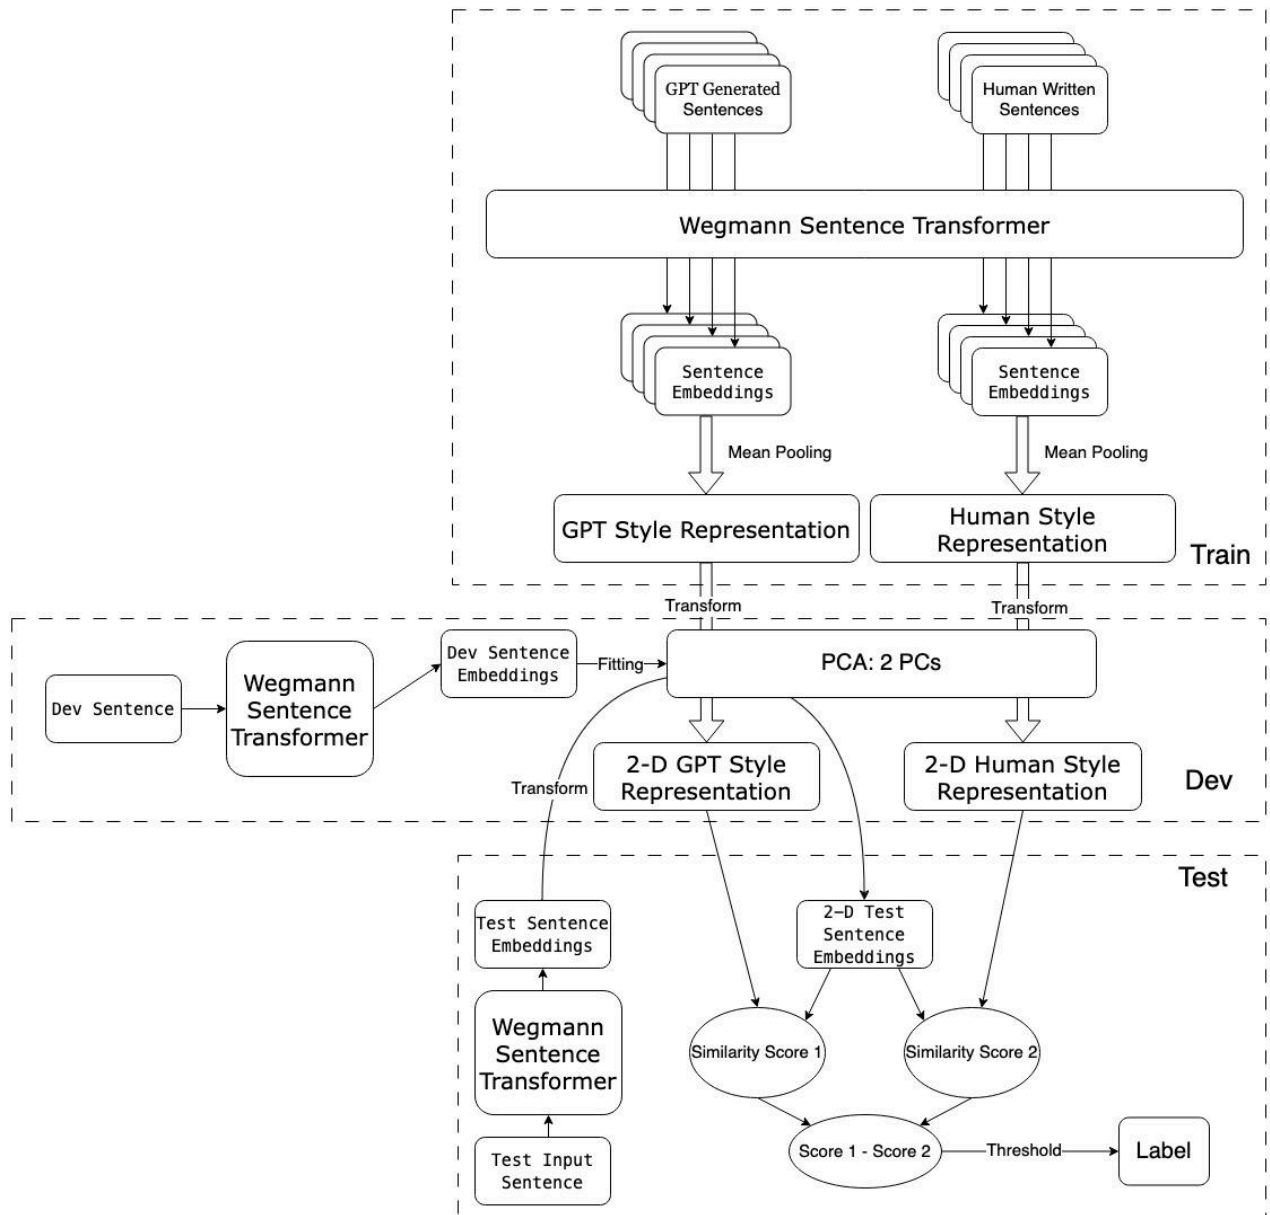 GPT Generated
Sentences
Human Written
Sentences
Wegmann Sentence Transformer
Sentence
Embeddings
Sentence
Embeddings
Mean Pooling
Mean Pooling
GPT Style Representation
Human Style
Representation
Train
Transform
Transform
Dev Sentence
Wegmann
Sentence
Transformer
Dev Sentence
Embeddings
Fitting
PCA: 2 PCs
Transform
2-D GPT Style
Representation
2-D Human Style
Representation
Dev
Test
Test Sentence
Embeddings
2-D Test
Sentence
Embeddings
Wegmann
Sentence
Transformer
Similarity Score 1
Similarity Score 2
Test Input
Sentence
Score 1 - Score 2
Threshold
Label